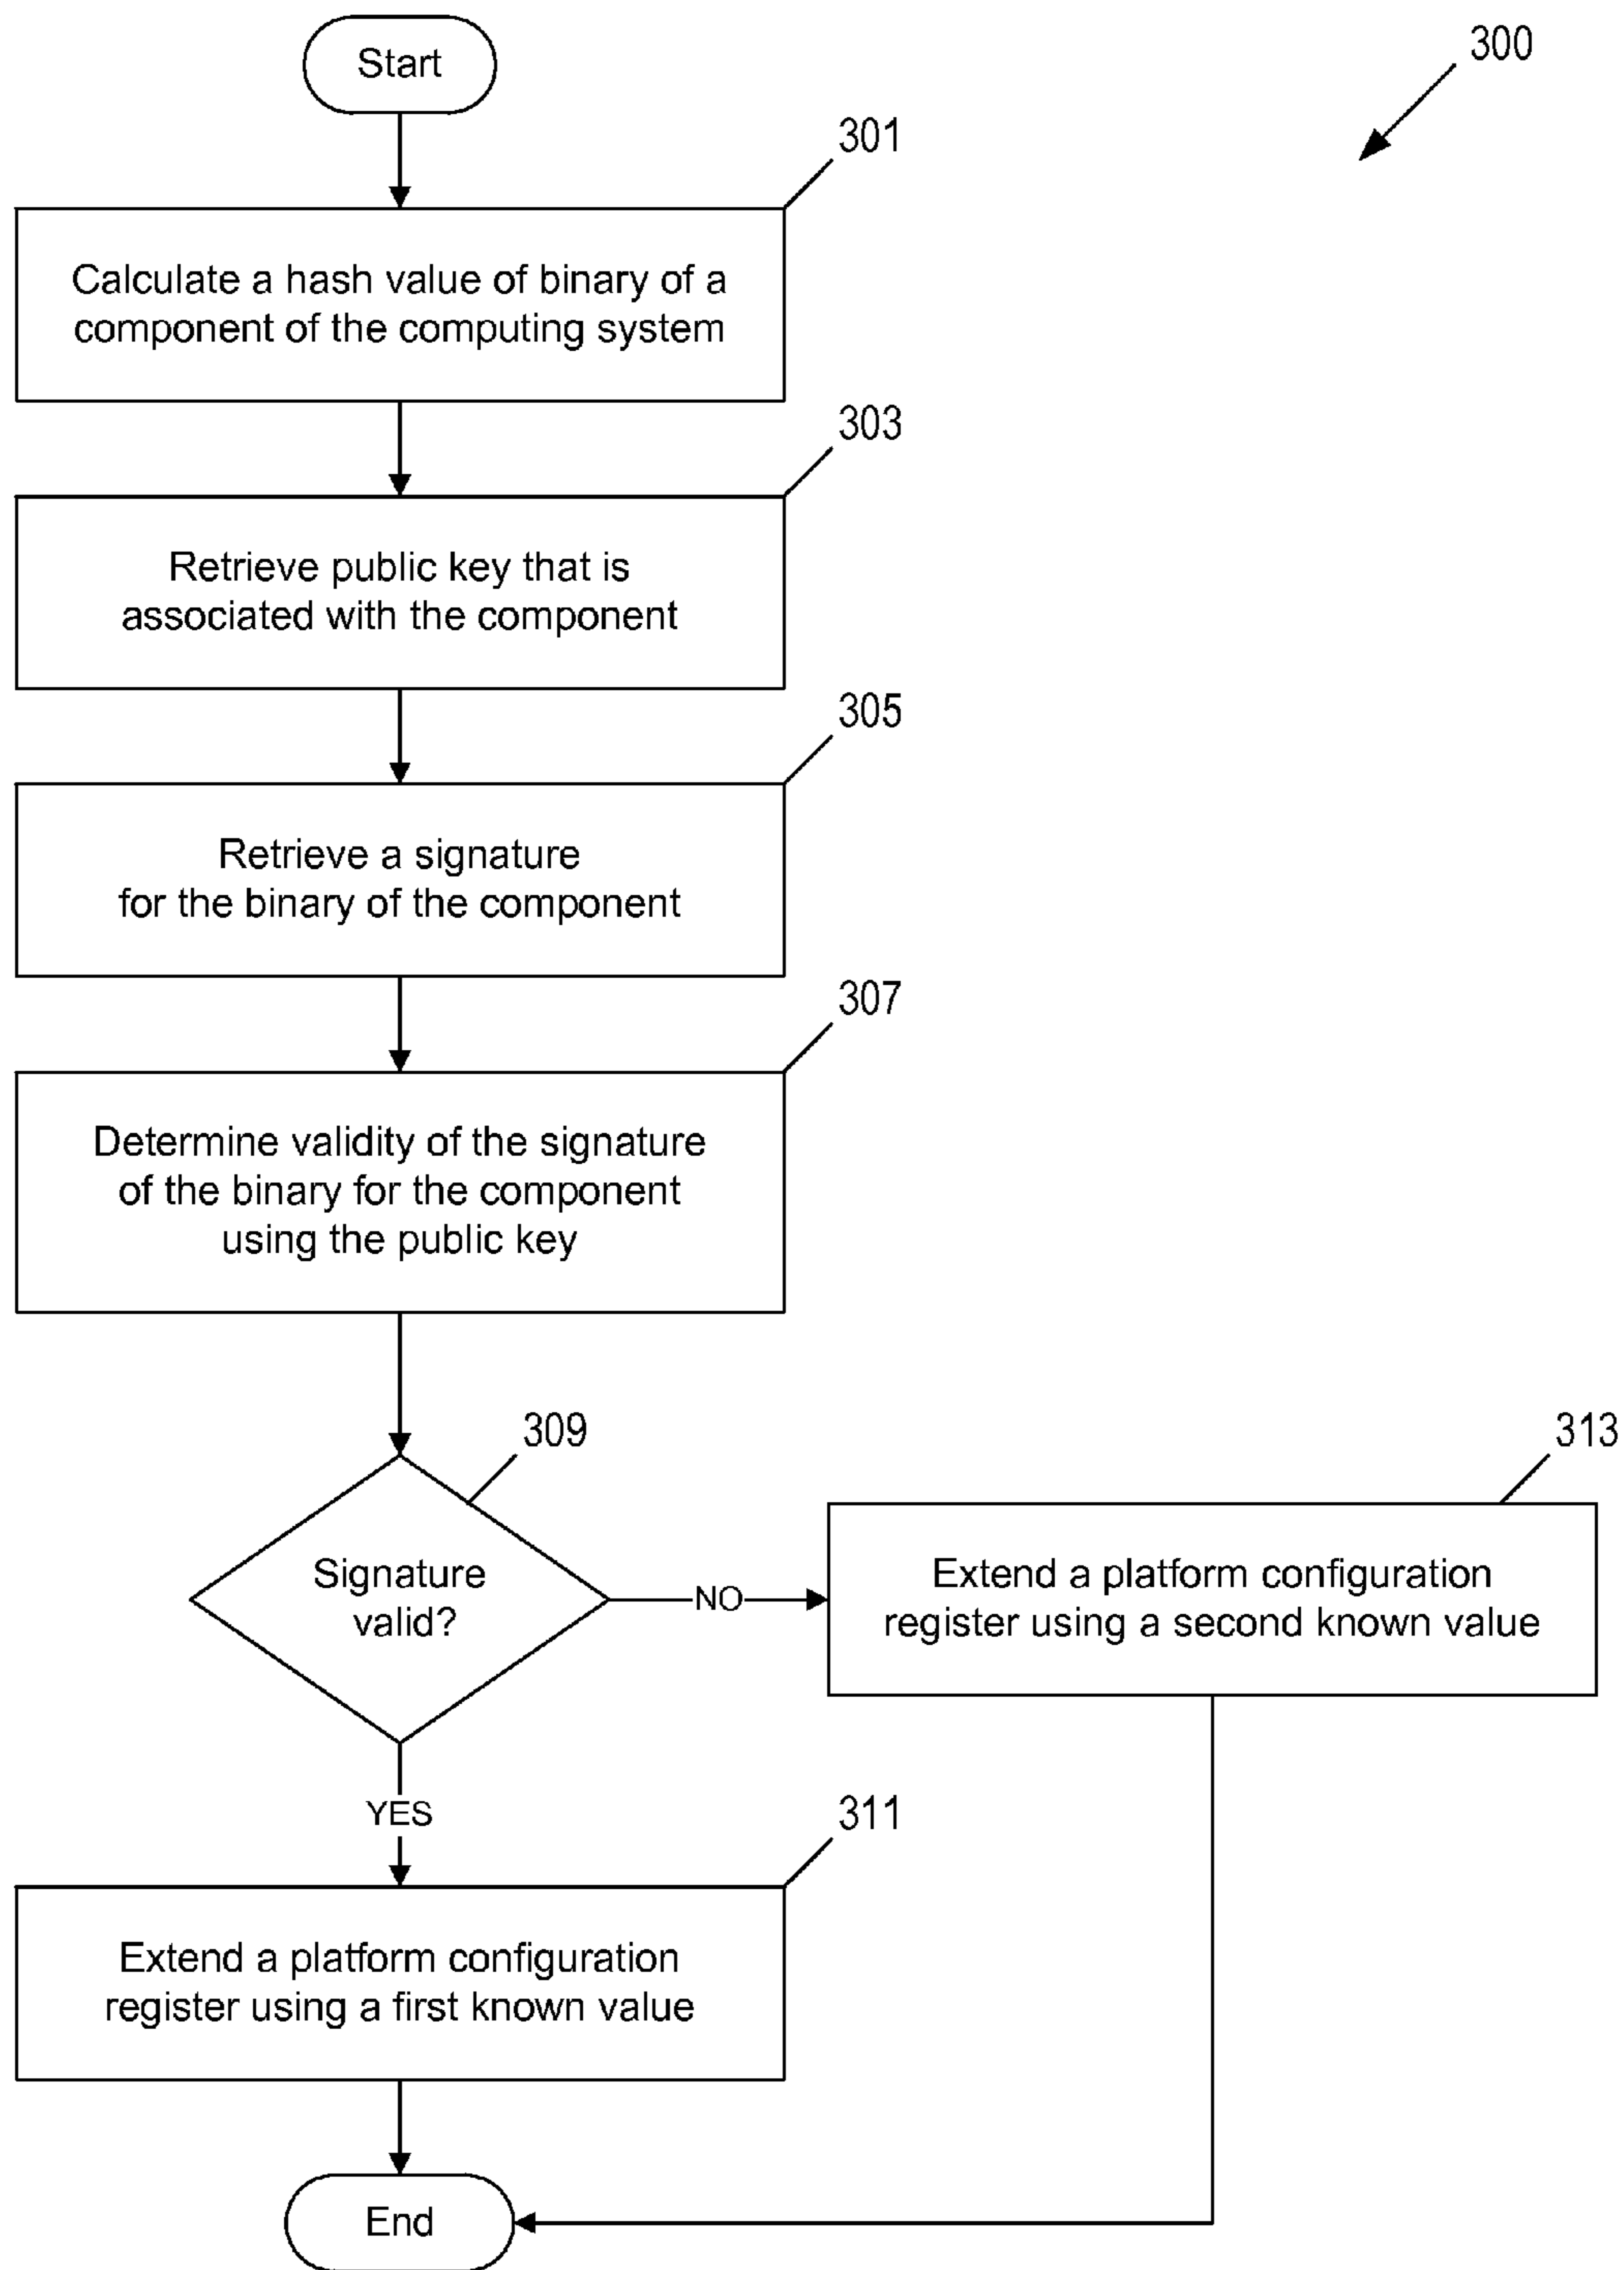 Start
300
301
Calculate a hash value of binary of a
component of the computing system
303
Retrieve public key that is
associated with the component
305
Retrieve a signature
for the binary of the component
307
Determine validity of the signature
of the binary for the component
using the public key
309
Signature
valid?
NO
313
Extend a platform configuration
register using a second known value
YES
311
Extend a platform configuration
register using a first known value
End